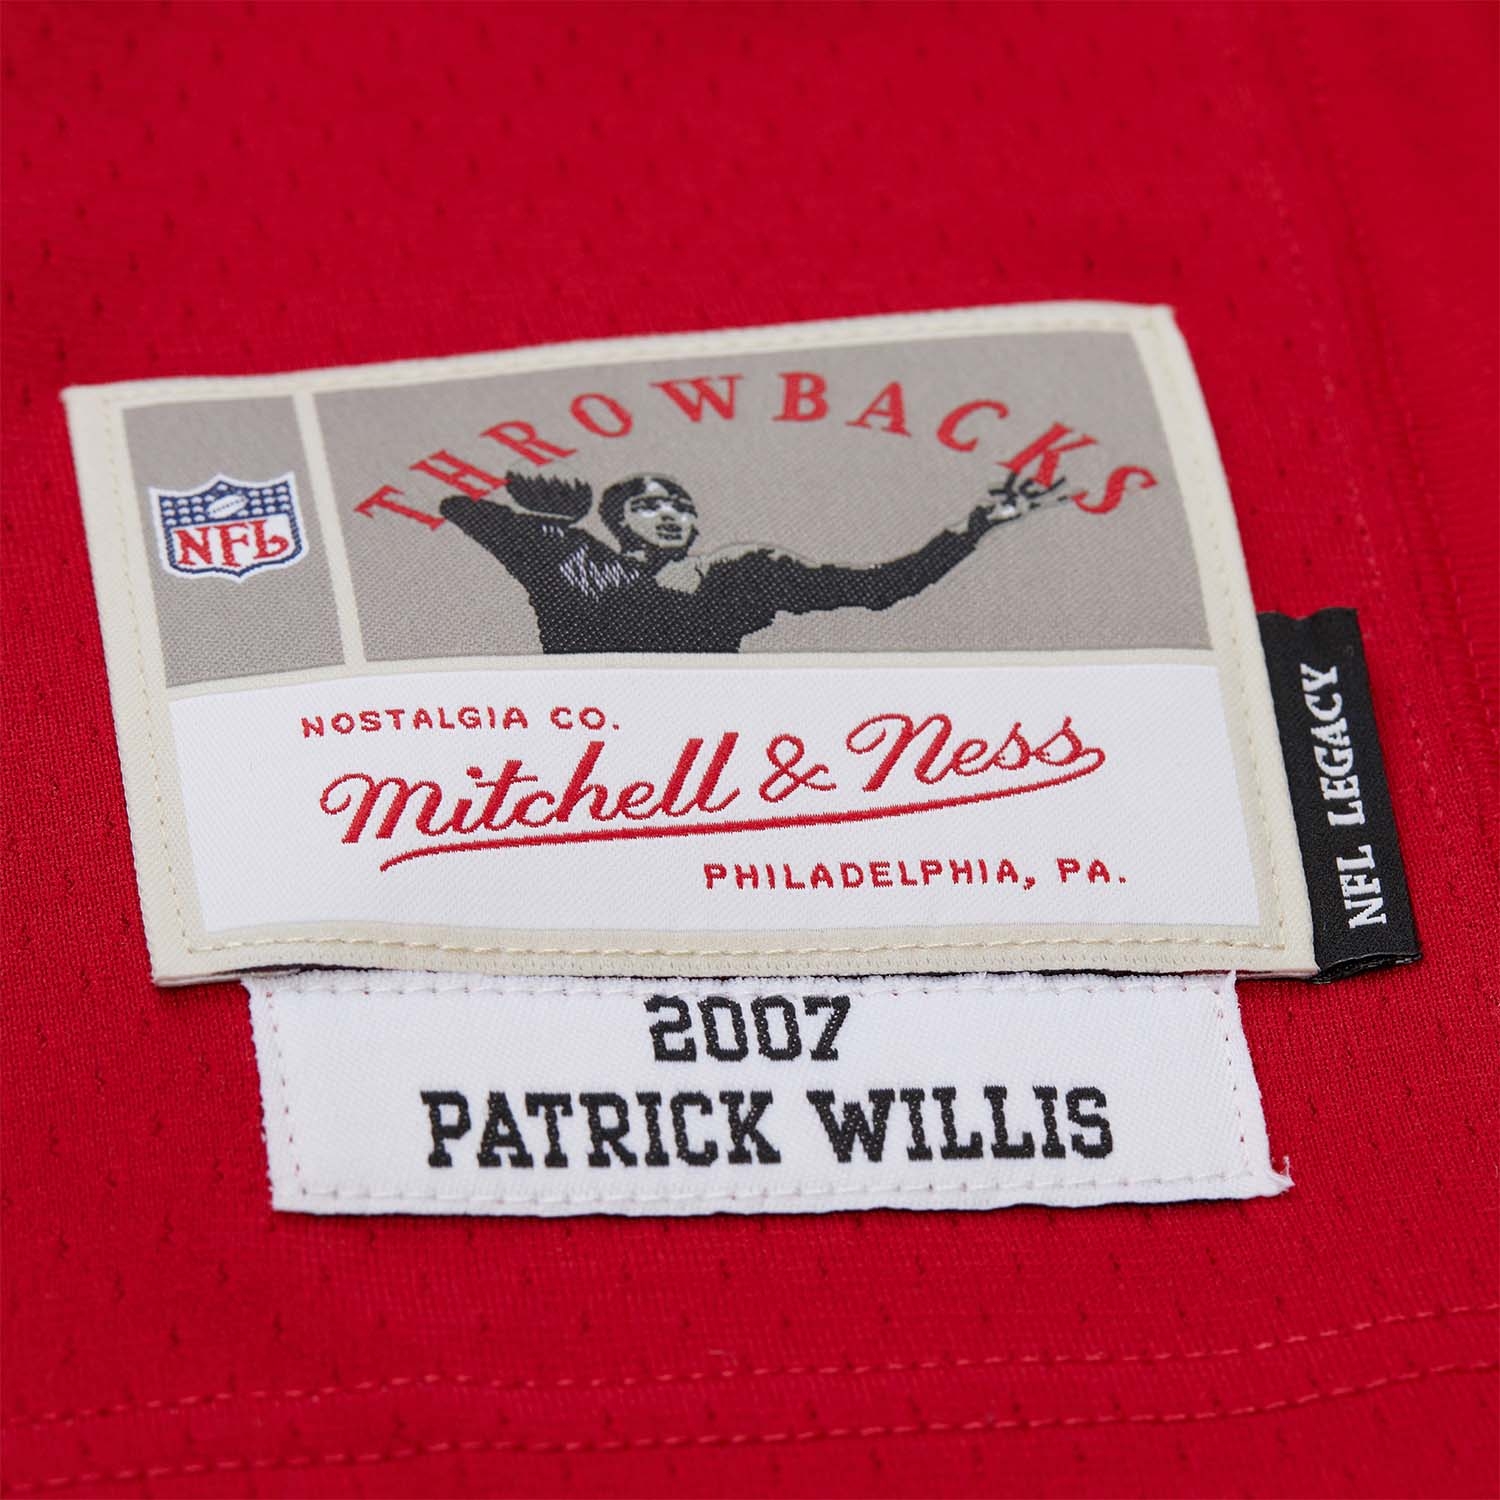 THROWBACKS
NFL
NOSTALGIA CO.
Mitchell & Ness
PHILADELPHIA, PA.
NFL LEGACY
2007
PATRICK WILLIS